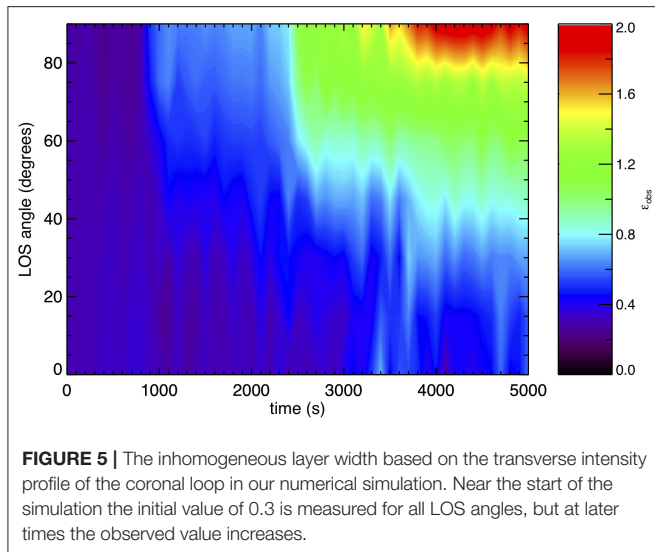 80
60
40
20
0
LOS angle (degrees)
0 1000 2000 3000 4000 5000
time (s)
2.0
1.6
1.2
0.8
0.4
0.0
εobs
FIGURE 5 | The inhomogeneous layer width based on the transverse intensity
profile of the coronal loop in our numerical simulation. Near the start of the
simulation the initial value of 0.3 is measured for all LOS angles, but at later
times the observed value increases.